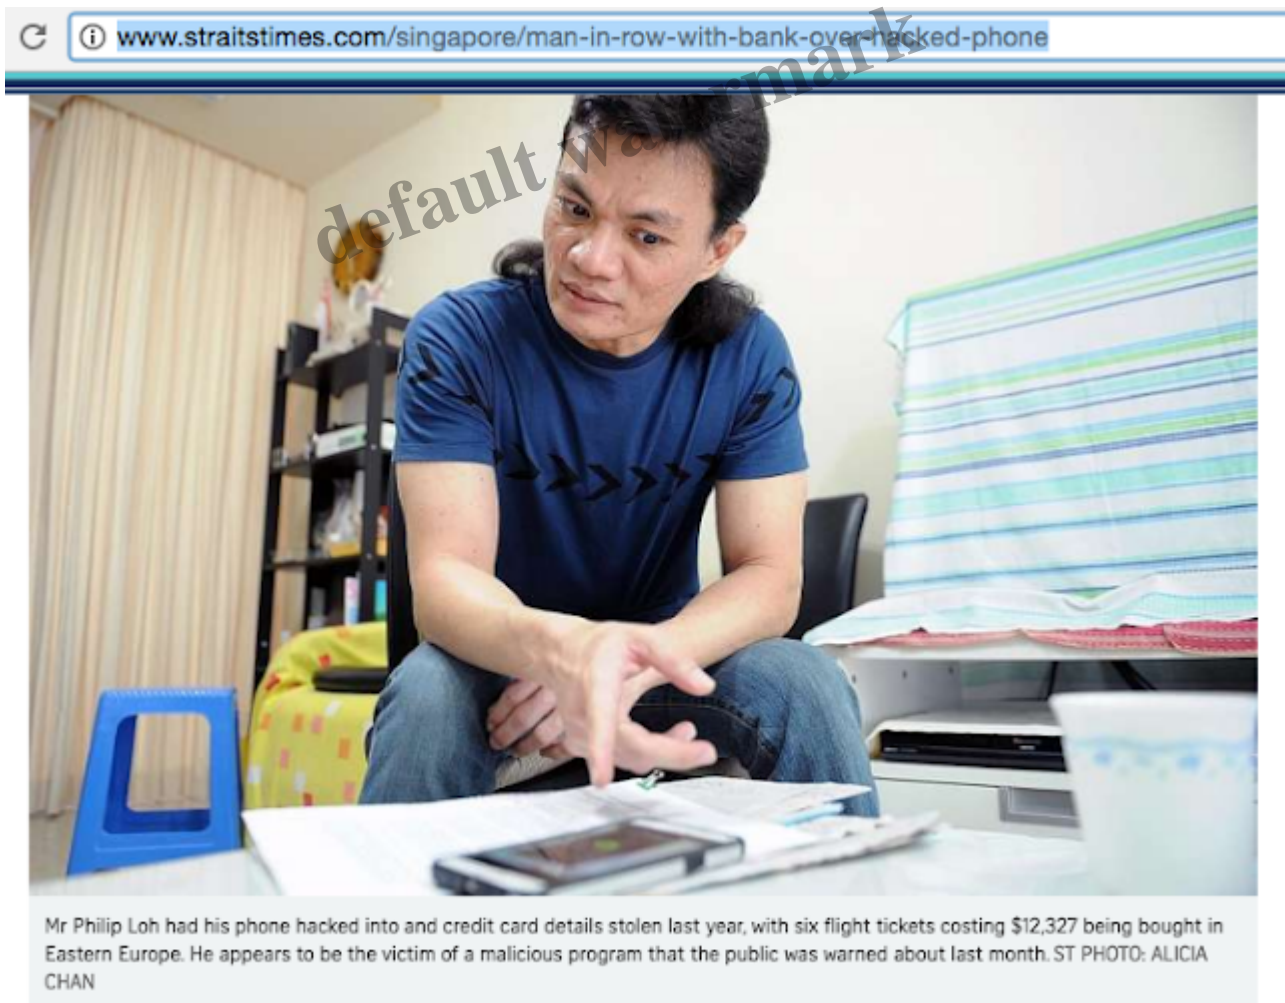 www.straitstimes.com/singapore/man-in-row-with-bank-over-hacked-phone
default watermark
Mr Philip Loh had his phone hacked into and credit card details stolen last year, with six flight tickets costing $12,327 being bought in
Eastern Europe. He appears to be the victim of a malicious program that the public was warned about last month. ST PHOTO: ALICIA
CHAN